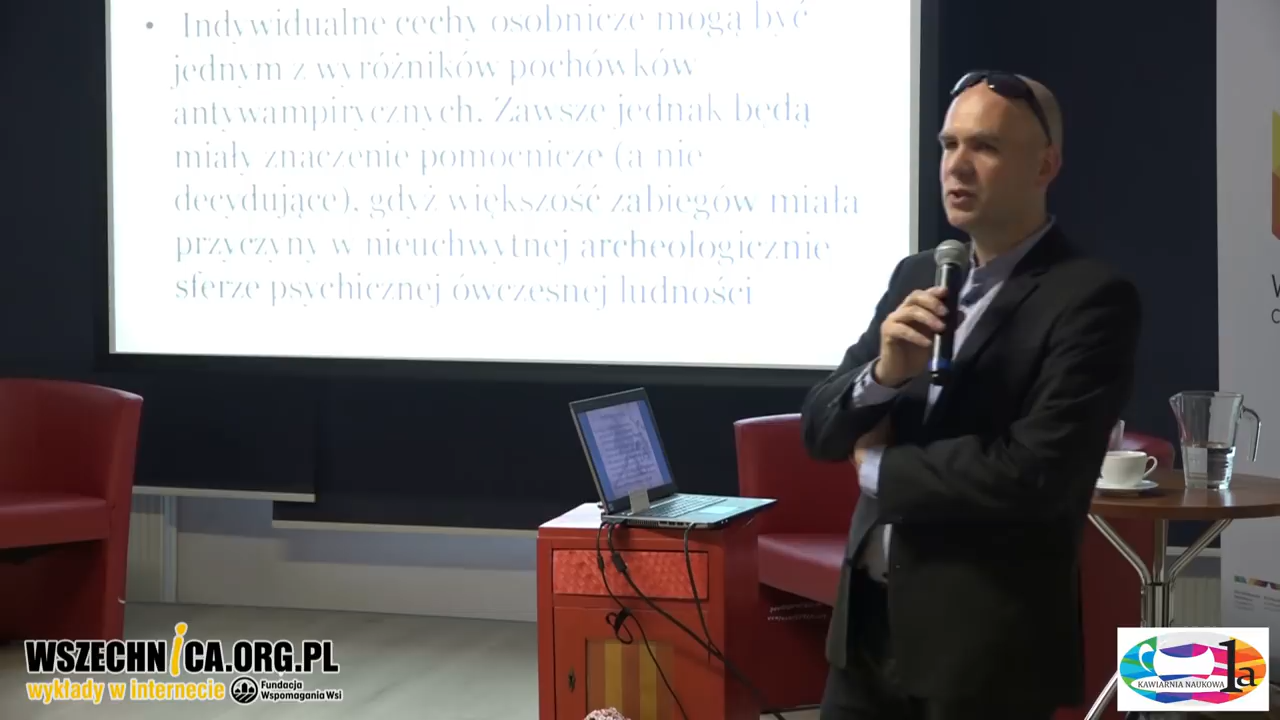 • Indywidualne cechy osobnicze mogą być
jednym z wyróżników pochówków
antywampirycznych. Zawsze jednak będą
miały znaczenie pomocnicze (a nie
decydujące), gdyż większość zabiegów miała
przyczyny w nieuchwytnej archeologicznie
sferze psychicznej ówczesnej ludności
WSZECHNICA.ORG.PL
wykłady w internecie
Fundacja
Wspomagania Wsi
KAWIARNIA NAUKOWA
1a